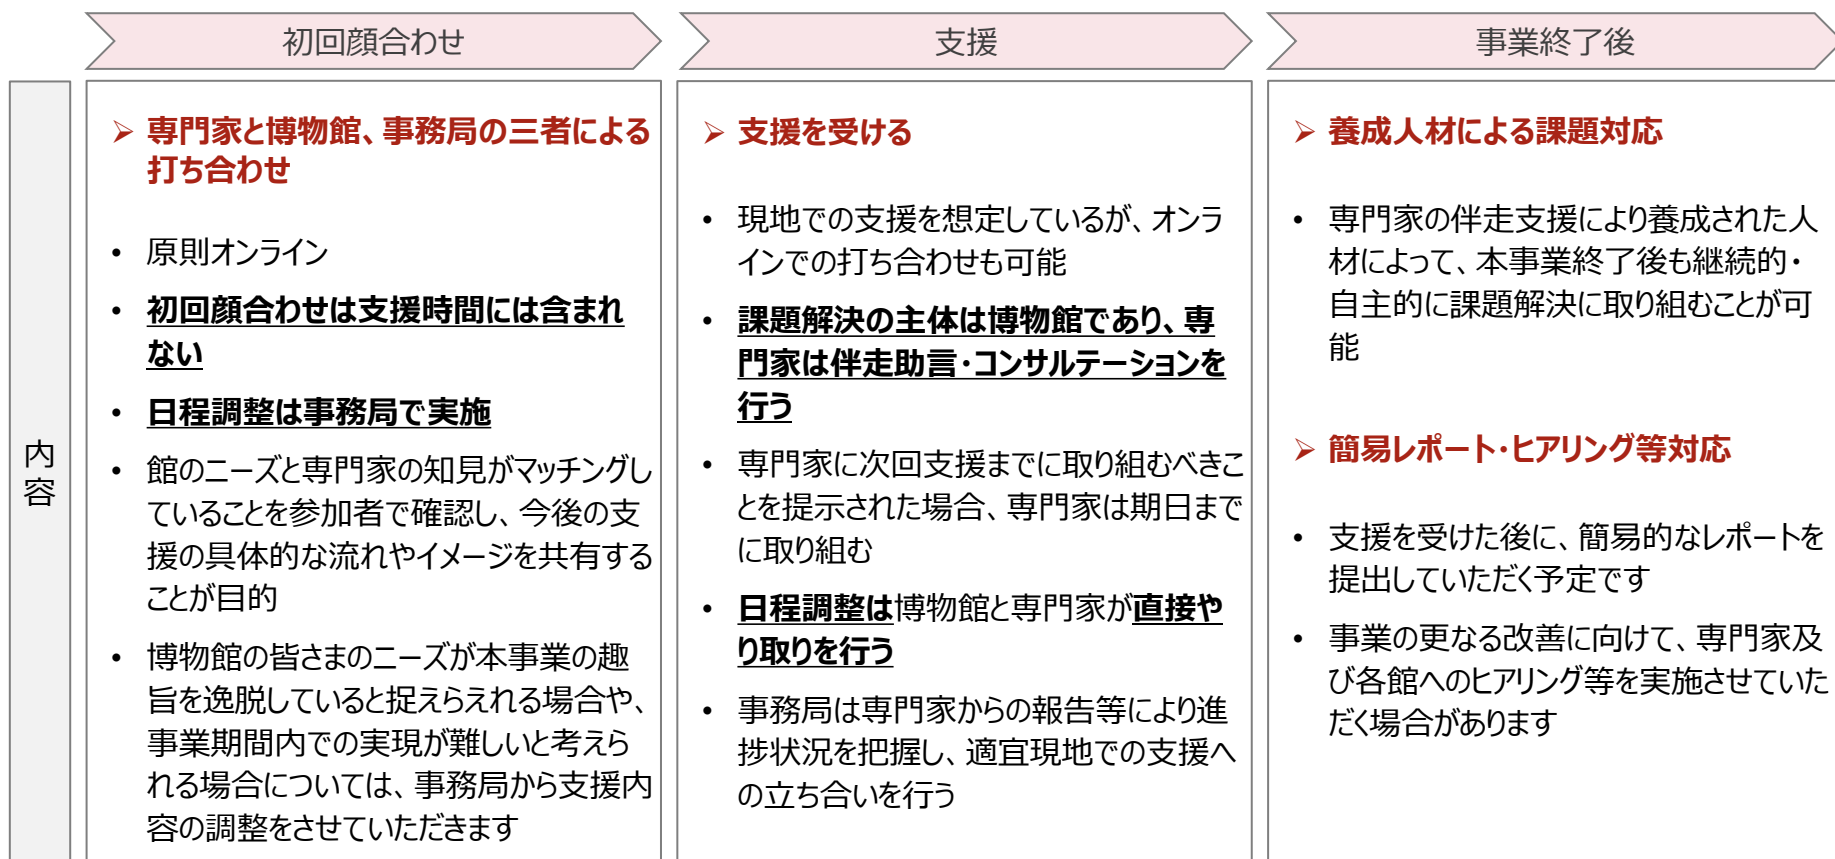 初回顔合わせ
支援
事業終了後
内容
➢ 専門家と博物館、事務局の三者による
打ち合わせ
• 原則オンライン
• 初回顔合わせは支援時間には含まれ
ない
• 日程調整は事務局で実施
• 館のニーズと専門家の知見がマッチングし
ていることを参加者で確認し、今後の支
援の具体的な流れやイメージを共有する
ことが目的
• 博物館の皆さまのニーズが本事業の趣
旨を逸脱していると捉えらえれる場合や、
事業期間内での実現が難しいと考えら
れる場合については、事務局から支援内
容の調整をさせていただきます
➢ 支援を受ける
• 現地での支援を想定しているが、オンラ
インでの打ち合わせも可能
• 課題解決の主体は博物館であり、専
門家は伴走助言・コンサルテーションを
行う
• 専門家に次回支援までに取り組むべきこ
とを提示された場合、専門家は期日まで
に取り組む
• 日程調整は博物館と専門家が直接や
り取りを行う
• 事務局は専門家からの報告等により進
捗状況を把握し、適宜現地での支援へ
の立ち合いを行う
➢ 養成人材による課題対応
• 専門家の伴走支援により養成された人
材によって、本事業終了後も継続的・
自主的に課題解決に取り組むことが可
能
➢ 簡易レポート・ヒアリング等対応
• 支援を受けた後に、簡易的なレポートを
提出していただく予定です
• 事業の更なる改善に向けて、専門家及
び各館へのヒアリング等を実施させていた
だく場合があります